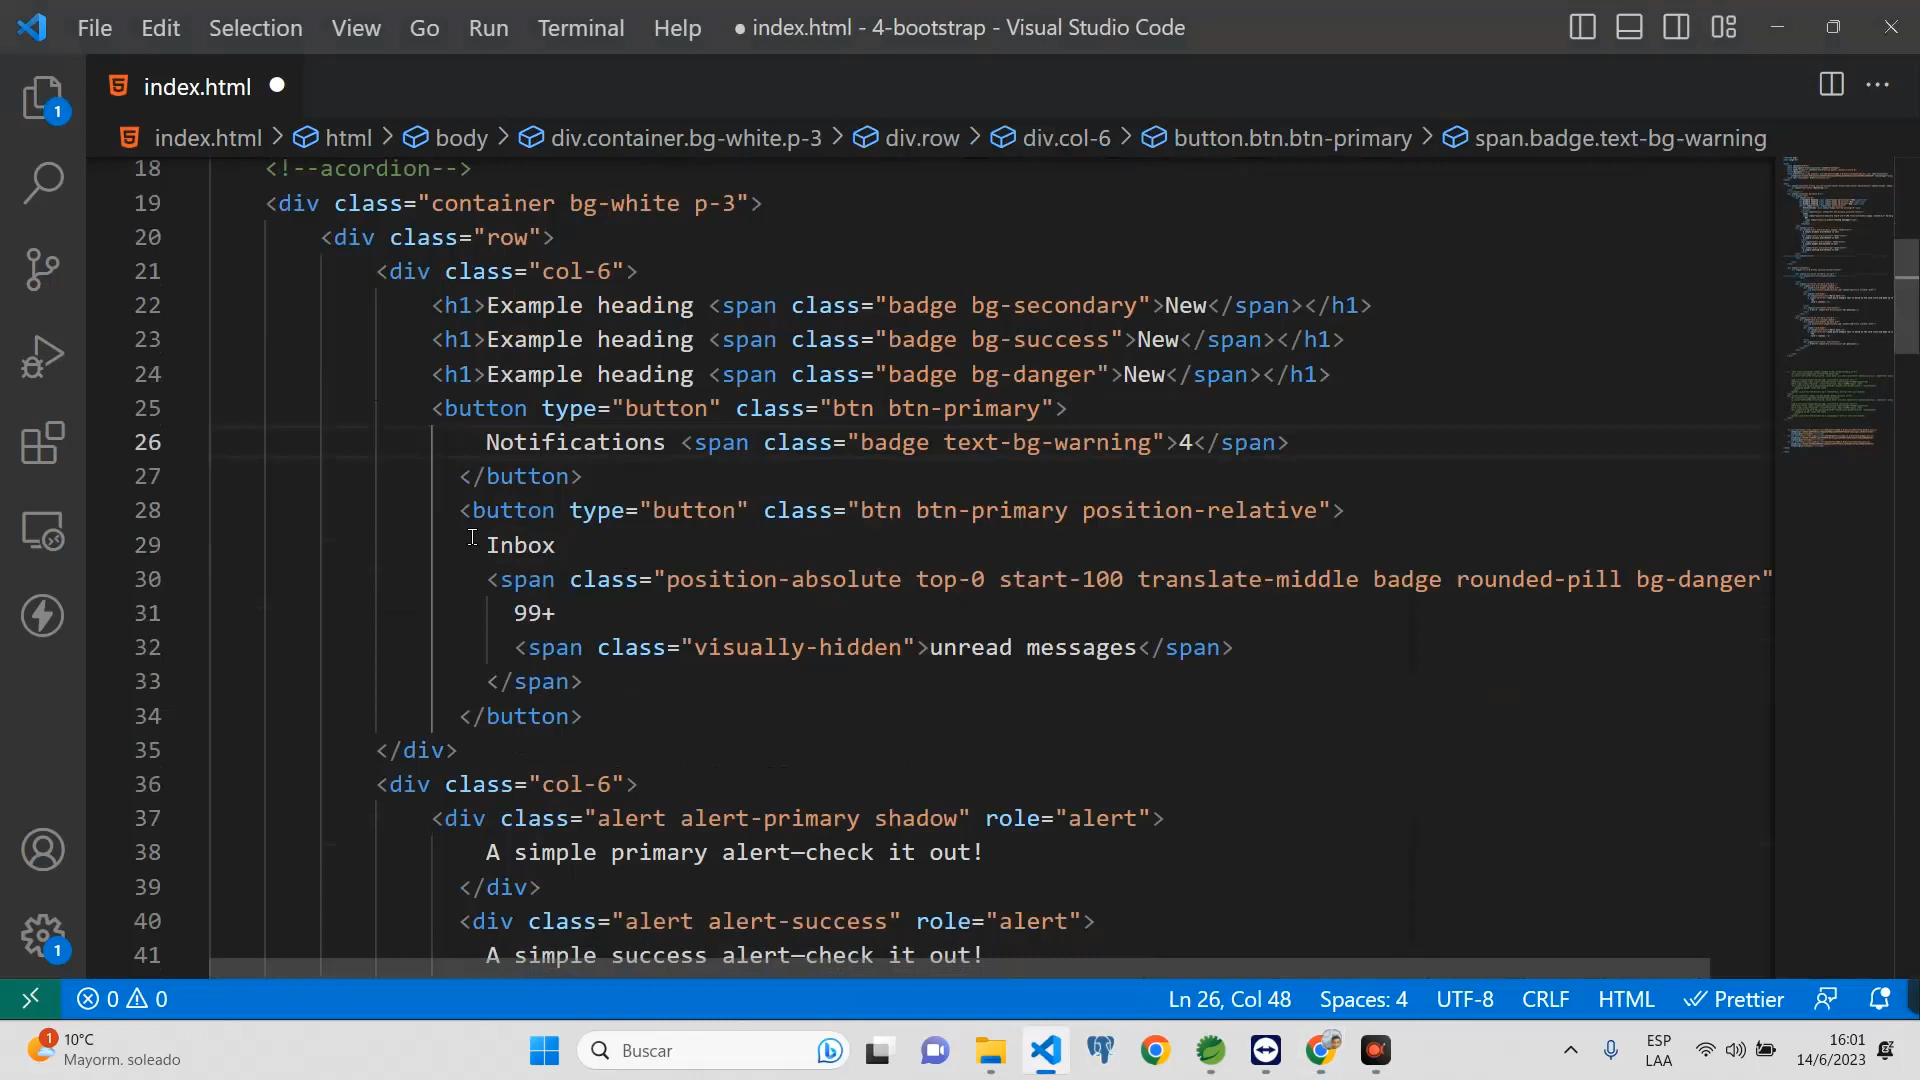 File Edit Selection View Go Run Terminal Help ● index.html - 4-bootstrap - Visual Studio Code
index.html
index.html > html > body > div.container.bg-white.p-3 > div.row > div.col-6 > button.btn.btn-primary > span.badge.text-bg-warning
18 <!--acordion-->
19 <div class="container bg-white p-3">
20 <div class="row">
21 <div class="col-6">
22 <h1>Example heading <span class="badge bg-secondary">New</span></h1>
23 <h1>Example heading <span class="badge bg-success">New</span></h1>
24 <h1>Example heading <span class="badge bg-danger">New</span></h1>
25 <button type="button" class="btn btn-primary">
26 Notifications <span class="badge text-bg-warning">4</span>
27 </button>
28 <button type="button" class="btn btn-primary position-relative">
29 Inbox
30 <span class="position-absolute top-0 start-100 translate-middle badge rounded-pill bg-danger"
31 99+
32 <span class="visually-hidden">unread messages</span>
33 </span>
34 </button>
35 </div>
36 <div class="col-6">
37 <div class="alert alert-primary shadow" role="alert">
38 A simple primary alert—check it out!
39 </div>
40 <div class="alert alert-success" role="alert">
41 A simple success alert—check it out!
1
1
0 0 Ln 26, Col 48 Spaces: 4 UTF-8 CRLF HTML Prettier
1 10°C
Mayorm. soleado
Buscar
ESP
LAA
16:01
14/6/2023